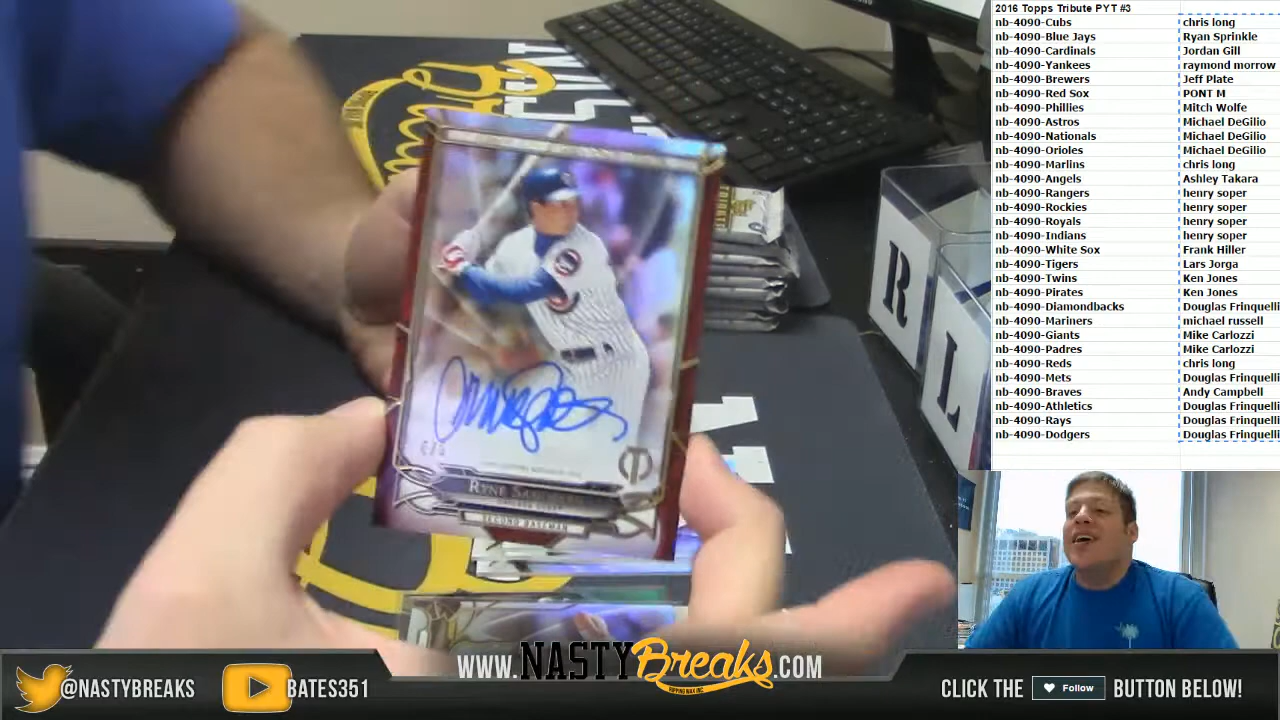 2016 Topps Tribute PYT #3
nb-4090-Cubs chris long
nb-4090-Blue Jays Ryan Sprinkle
nb-4090-Cardinals Jordan Gill
nb-4090-Yankees raymond morrow
nb-4090-Brewers Jeff Plate
nb-4090-Red Sox PONT M
nb-4090-Phillies Mitch Wolfe
nb-4090-Astros Michael DeGilio
nb-4090-Nationals Michael DeGilio
nb-4090-Orioles Michael DeGilio
nb-4090-Marlins chris long
nb-4090-Angels Ashley Takara
nb-4090-Rangers henry soper
nb-4090-Rockies henry soper
nb-4090-Royals henry soper
nb-4090-Indians henry soper
nb-4090-White Sox Frank Hiller
nb-4090-Tigers Lars Jorga
nb-4090-Twins Ken Jones
nb-4090-Pirates Ken Jones
nb-4090-Diamondbacks Douglas Frinquelli
nb-4090-Mariners michael russell
nb-4090-Giants Mike Carlozzi
nb-4090-Padres Mike Carlozzi
nb-4090-Reds chris long
nb-4090-Mets Douglas Frinquelli
nb-4090-Braves Andy Campbell
nb-4090-Athletics Douglas Frinquelli
nb-4090-Rays Douglas Frinquelli
nb-4090-Dodgers Douglas Frinquelli
R
L
SECOND BASEMAN
@NASTYBREAKS
BATES351
WWW.NASTYBreaks.COM
RIPPING WAX INC
CLICK THE Follow BUTTON BELOW!